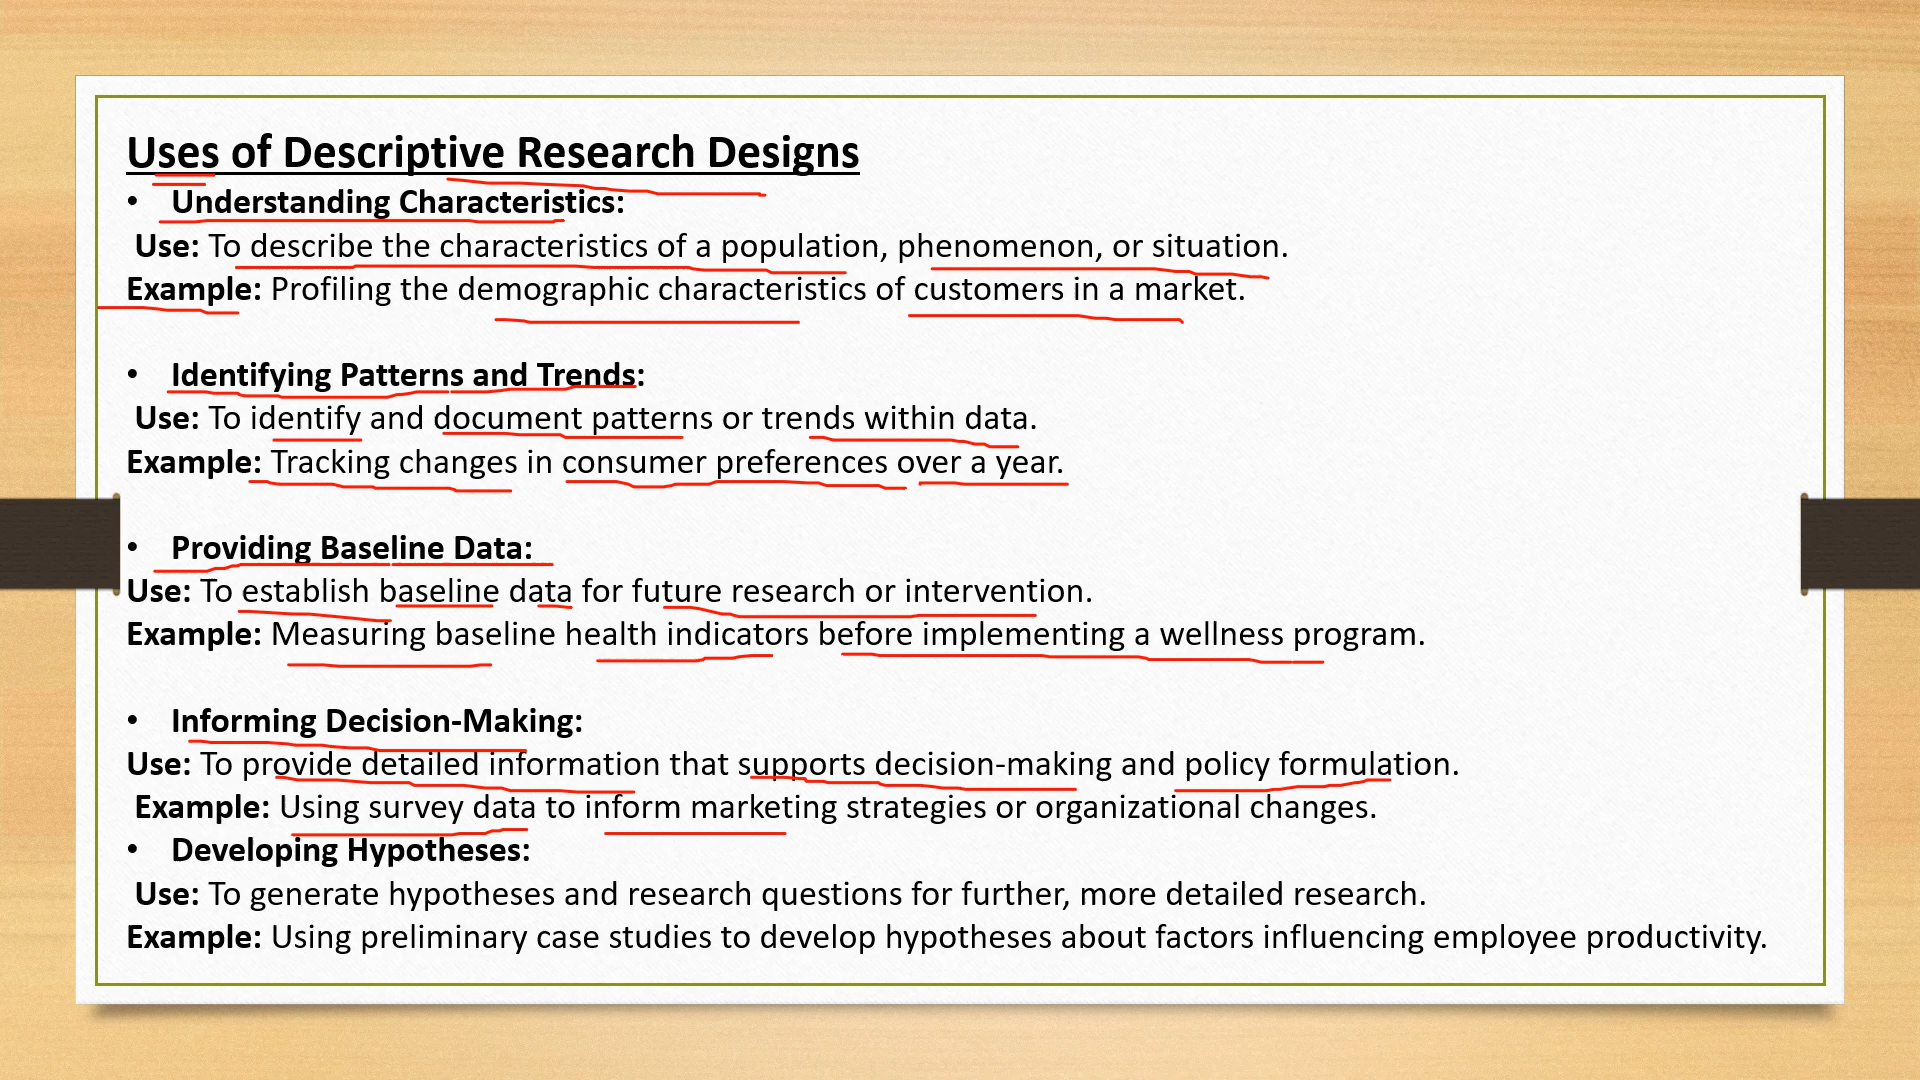 Uses of Descriptive Research Designs
• Understanding Characteristics:
Use: To describe the characteristics of a population, phenomenon, or situation.
Example: Profiling the demographic characteristics of customers in a market.
• Identifying Patterns and Trends:
Use: To identify and document patterns or trends within data.
Example: Tracking changes in consumer preferences over a year.
• Providing Baseline Data:
Use: To establish baseline data for future research or intervention.
Example: Measuring baseline health indicators before implementing a wellness program.
• Informing Decision-Making:
Use: To provide detailed information that supports decision-making and policy formulation.
Example: Using survey data to inform marketing strategies or organizational changes.
• Developing Hypotheses:
Use: To generate hypotheses and research questions for further, more detailed research.
Example: Using preliminary case studies to develop hypotheses about factors influencing employee productivity.